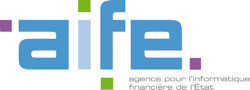 aife
agence pour l'informatique
financière de l'État